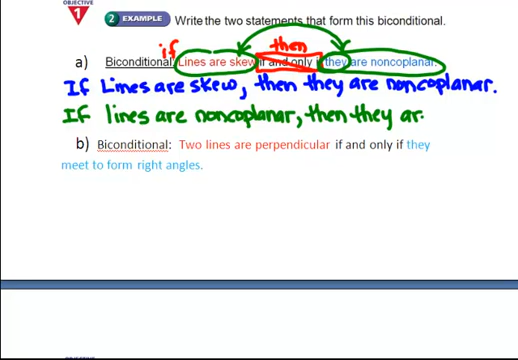 OBJECTIVE
1
2 EXAMPLE Write the two statements that form this biconditional.
if then
a) Biconditional: Lines are skew if and only if they are noncoplanar.
If Lines are skew, then they are noncoplanar.
If lines are noncoplanar, then they ar
b) Biconditional: Two lines are perpendicular if and only if they
meet to form right angles.
OBJECTIVE